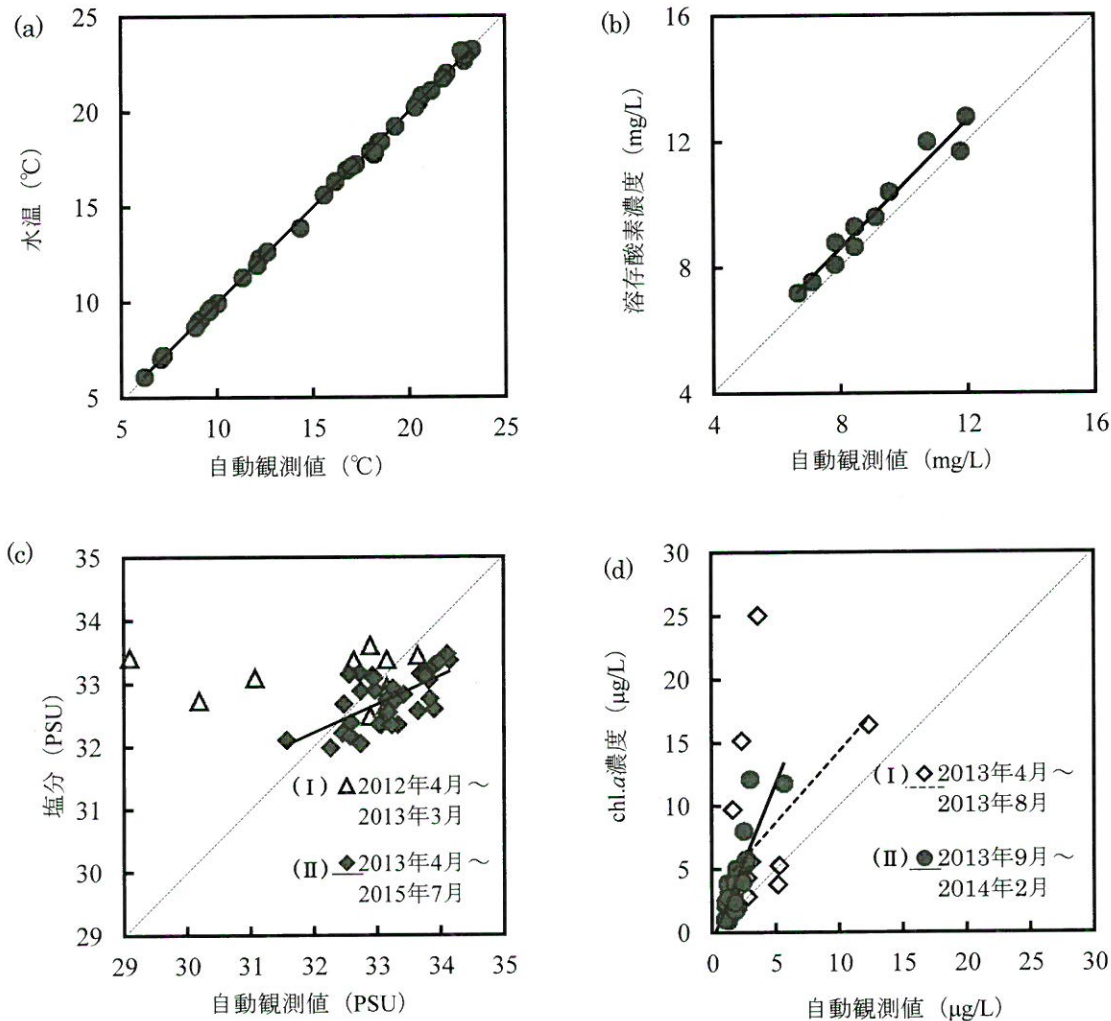 (a)
25
20
15
10
5
水温（℃）
5 10 15 20 25
自動観測値（℃）
(b)
16
12
8
4
溶存酸素濃度（mg/L）
4 8 12 16
自動観測値（mg/L）
(c)
35
34
33
32
31
30
29
塩分（PSU）
(Ⅰ) 2012年4月～
2013年3月
(Ⅱ) 2013年4月～
2015年7月
29 30 31 32 33 34 35
自動観測値（PSU）
(d)
30
25
20
15
10
5
0
chl.a濃度（μg/L）
(Ⅰ) 2013年4月～
2013年8月
(Ⅱ) 2013年9月～
2014年2月
0 5 10 15 20 25 30
自動観測値（μg/L）